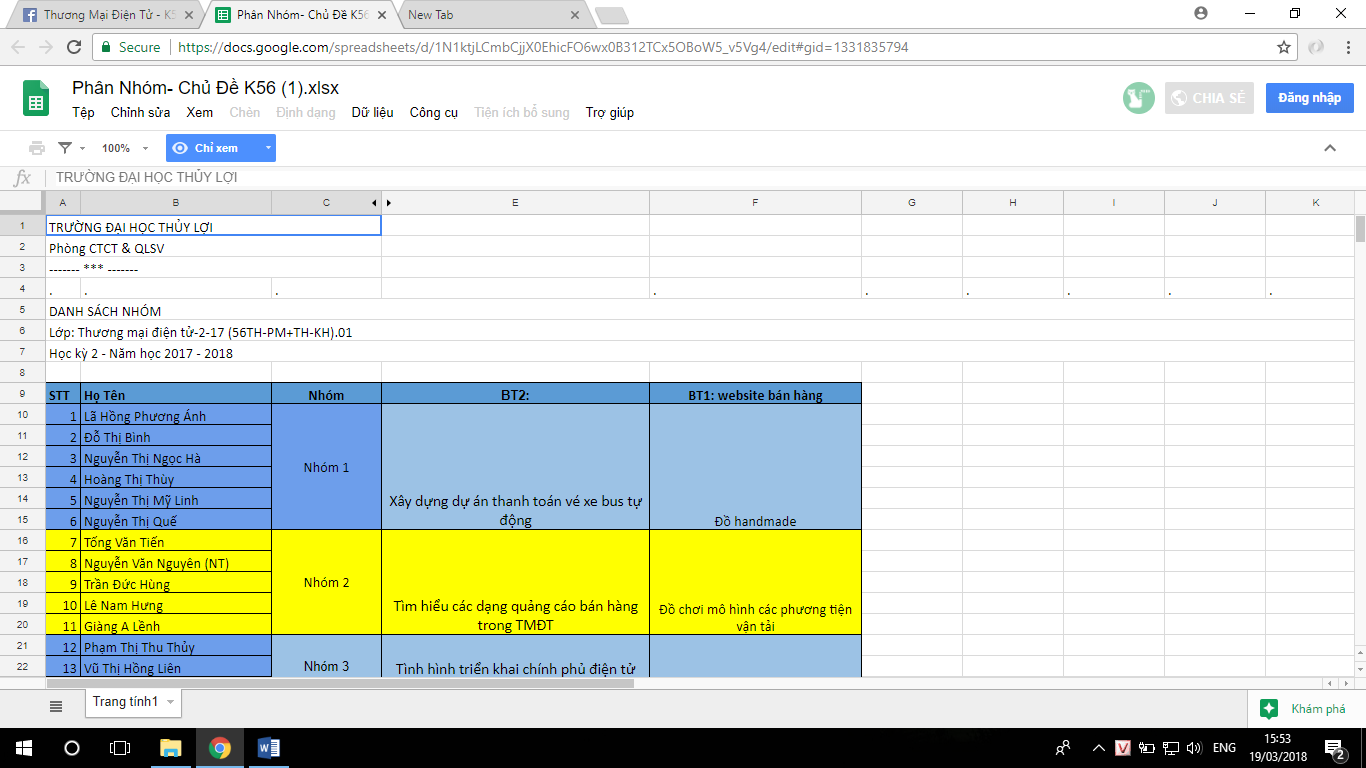 Thương Mại Điện Tử - K5
Phân Nhóm- Chủ Đề K56
New Tab
Secure https://docs.google.com/spreadsheets/d/1N1ktjLCmbCjjX0EhicFO6wx0B312TCx5OBoW5_v5Vg4/edit#gid=1331835794
Phân Nhóm- Chủ Đề K56 (1).xlsx
Tệp Chỉnh sửa Xem Chèn Định dạng Dữ liệu Công cụ Tiện ích bổ sung Trợ giúp
CHIA SẺ
Đăng nhập
100% Chỉ xem
fx TRƯỜNG ĐẠI HỌC THỦY LỢI
A B C E F G H I J K
1 TRƯỜNG ĐẠI HỌC THỦY LỢI
2 Phòng CTCT & QLSV
3 ------- *** -------
4 . . . . . . . . .
5 DANH SÁCH NHÓM
6 Lớp: Thương mại điện tử-2-17 (56TH-PM+TH-KH).01
7 Học kỳ 2 - Năm học 2017 - 2018
8
9 STT Họ Tên Nhóm BT2: BT1: website bán hàng
10 1 Lã Hồng Phương Ánh
11 2 Đỗ Thị Bình
12 3 Nguyễn Thị Ngọc Hà
Nhóm 1
13 4 Hoàng Thị Thùy
14 5 Nguyễn Thị Mỹ Linh Xây dựng dự án thanh toán vé xe bus tự
15 6 Nguyễn Thị Quế động Đồ handmade
16 7 Tống Văn Tiến
17 8 Nguyễn Văn Nguyên (NT)
18 9 Trần Đức Hùng Nhóm 2
19 10 Lê Nam Hưng Tìm hiểu các dạng quảng cáo bán hàng Đồ chơi mô hình các phương tiện
20 11 Giàng A Lềnh trong TMĐT vận tải
21 12 Phạm Thị Thu Thủy
22 13 Vũ Thị Hồng Liên Nhóm 3 Tình hình triển khai chính phủ điện tử
Trang tính1
Khám phá
ENG
15:53
19/03/2018
2